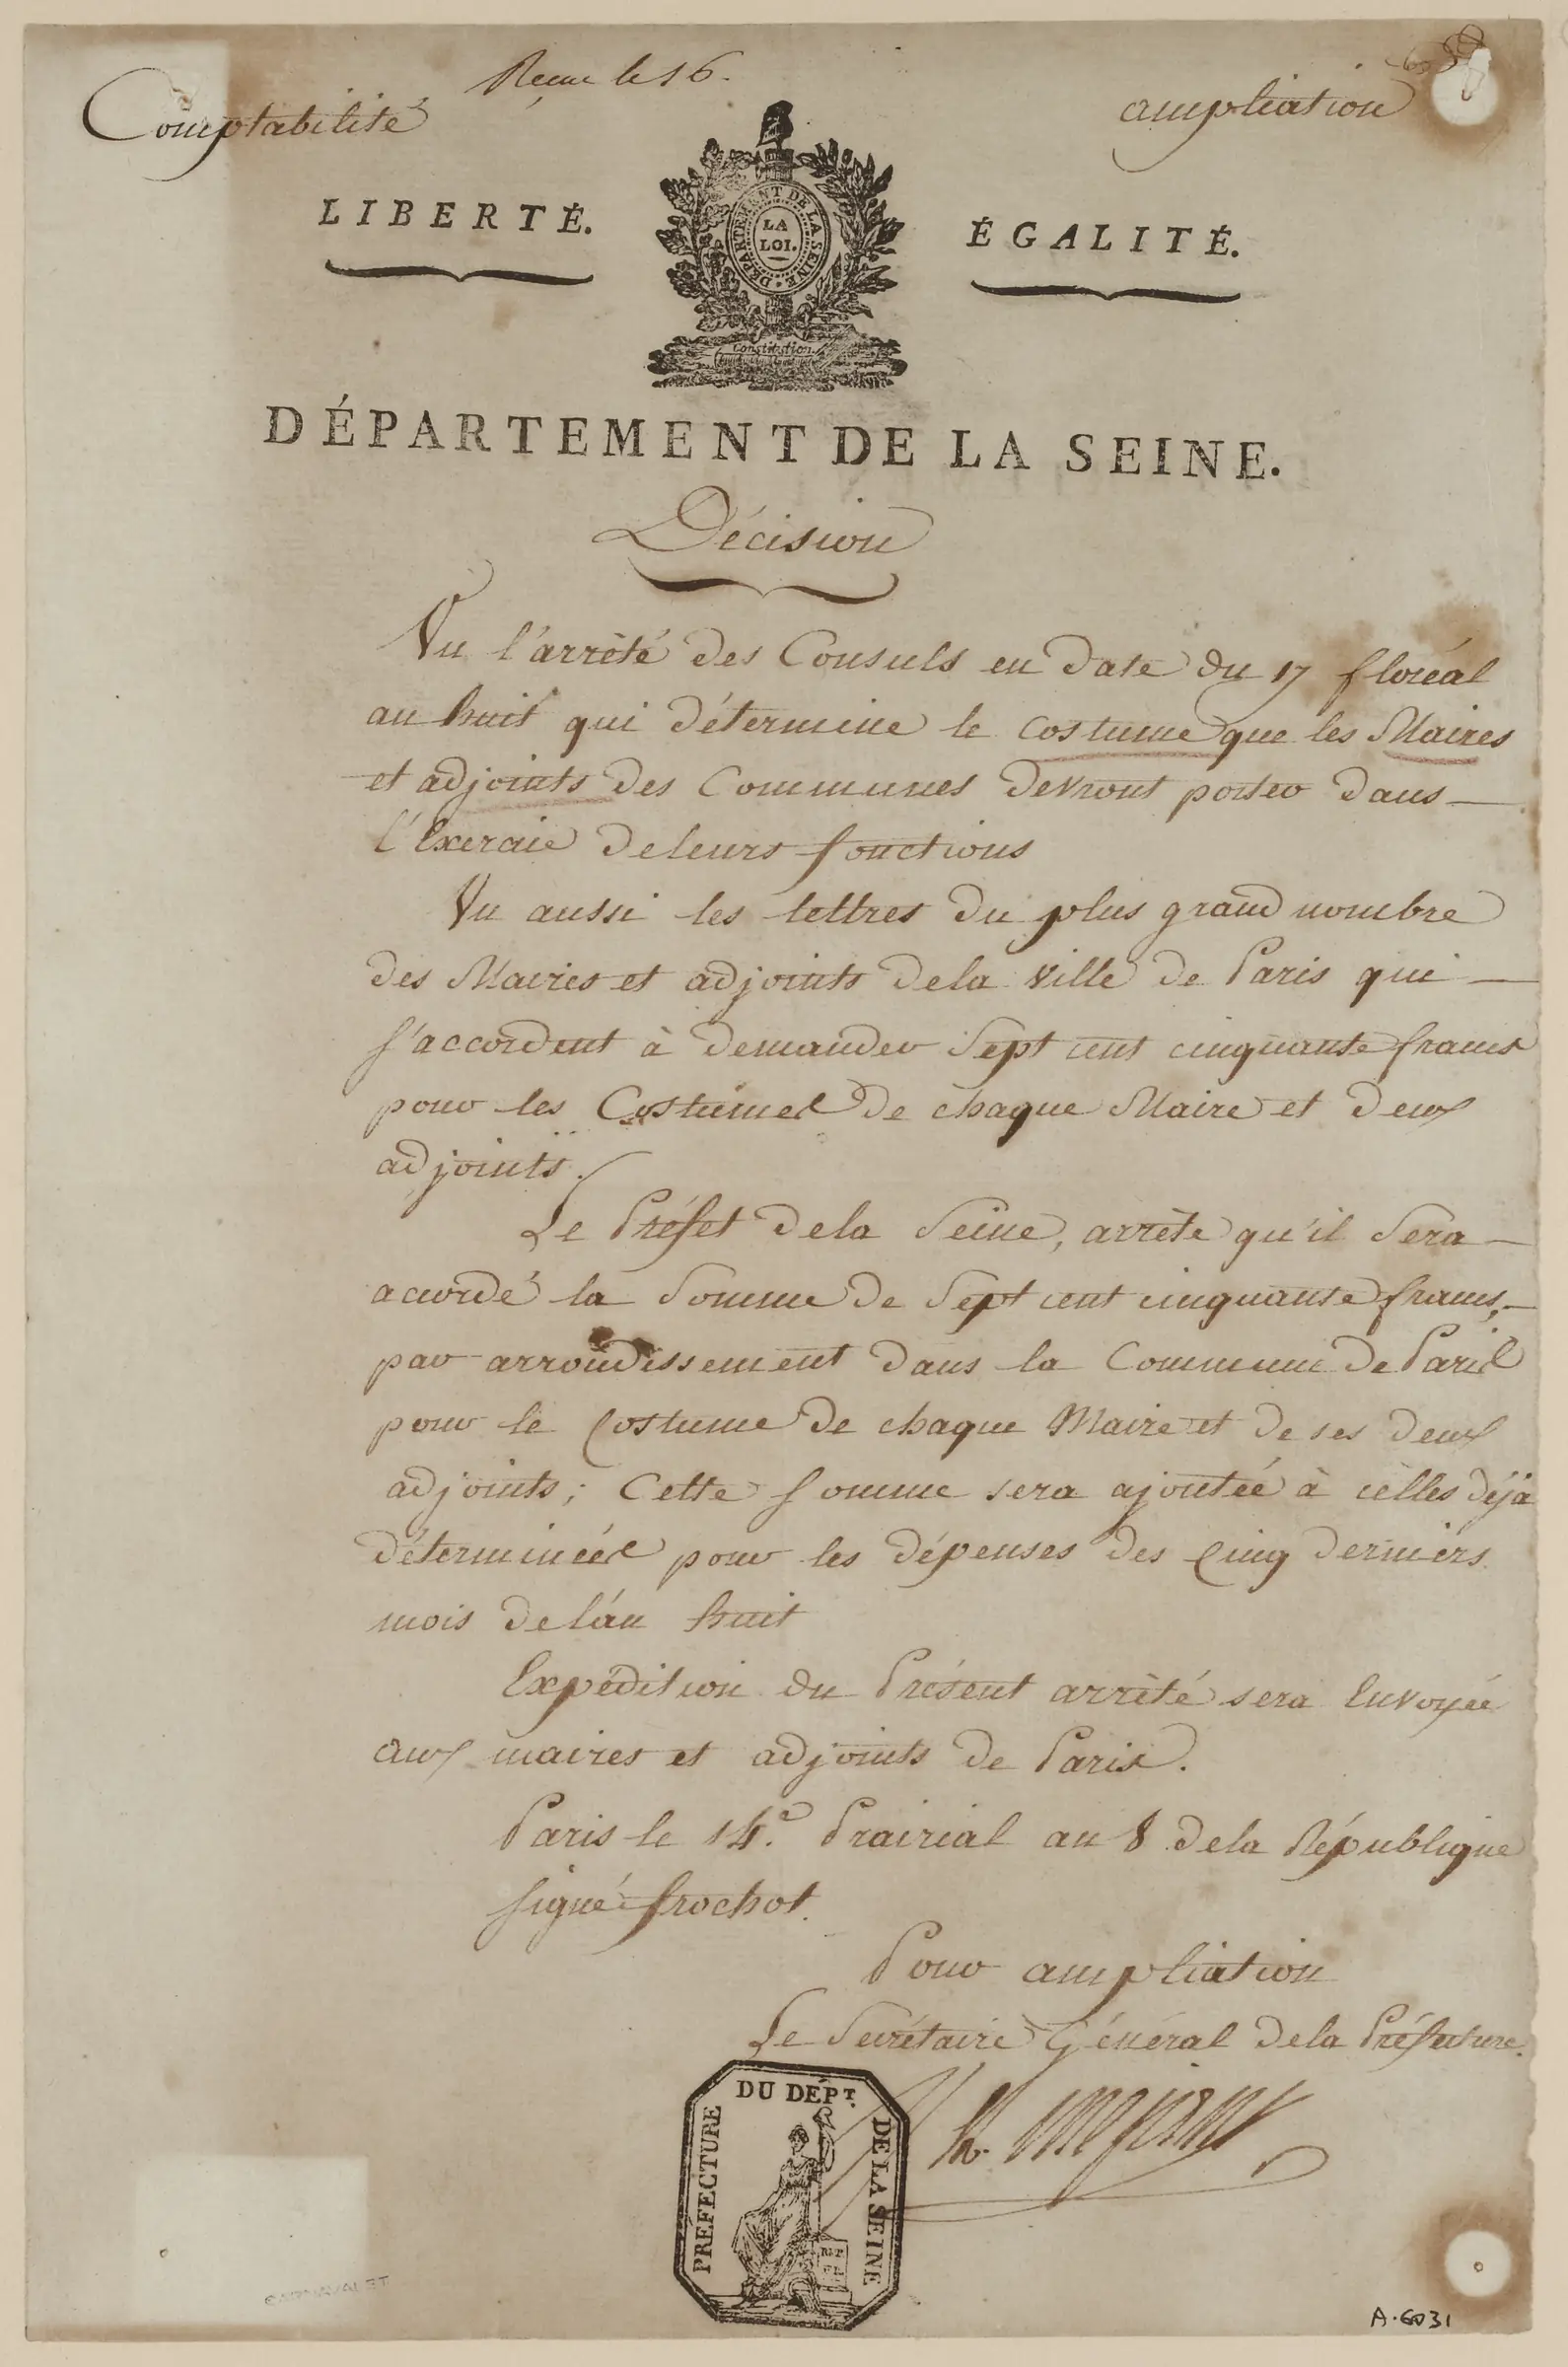 Reçue le 16.
Comptabilité
ampliation
LIBERTÉ.
DÉPARTEMENT DE LA SEINE
LA
LOI.
Constitution
ÉGALITÉ.
DÉPARTEMENT DE LA SEINE.
Décision
Vu l'arrêté des Consuls en date du 17 floréal
an huit qui détermine le costume que les Maires
et adjoints des Communes devront porter dans
l'Exercice de leurs fonctions
Vu aussi les lettres du plus grand nombre
des Maires et adjoints de la ville de Paris qui
s'accordent à demander Sept cent cinquante francs
pour les Costumes de chaque Maire et deux
adjoints.
Le Préfet de la Seine, arrête qu'il sera
accordé la Somme de Sept cent cinquante francs,
par arrondissement dans la Commune de Paris
pour le Costume de chaque Maire et de ses deux
adjoints; Cette somme sera ajoutée à celles déjà
déterminées pour les dépenses des cinq derniers
mois de l'an huit
Expédition du Présent arrêté sera Envoyée
aux maires et adjoints de Paris.
Paris le 14.e Prairial an 8 de la République
signé frochot.
Pour ampliation
Le Secrétaire Général de la Préfecture.
PREFECTURE
DU DEPT.
DE LA SEINE
CARNAVALET
A.6031